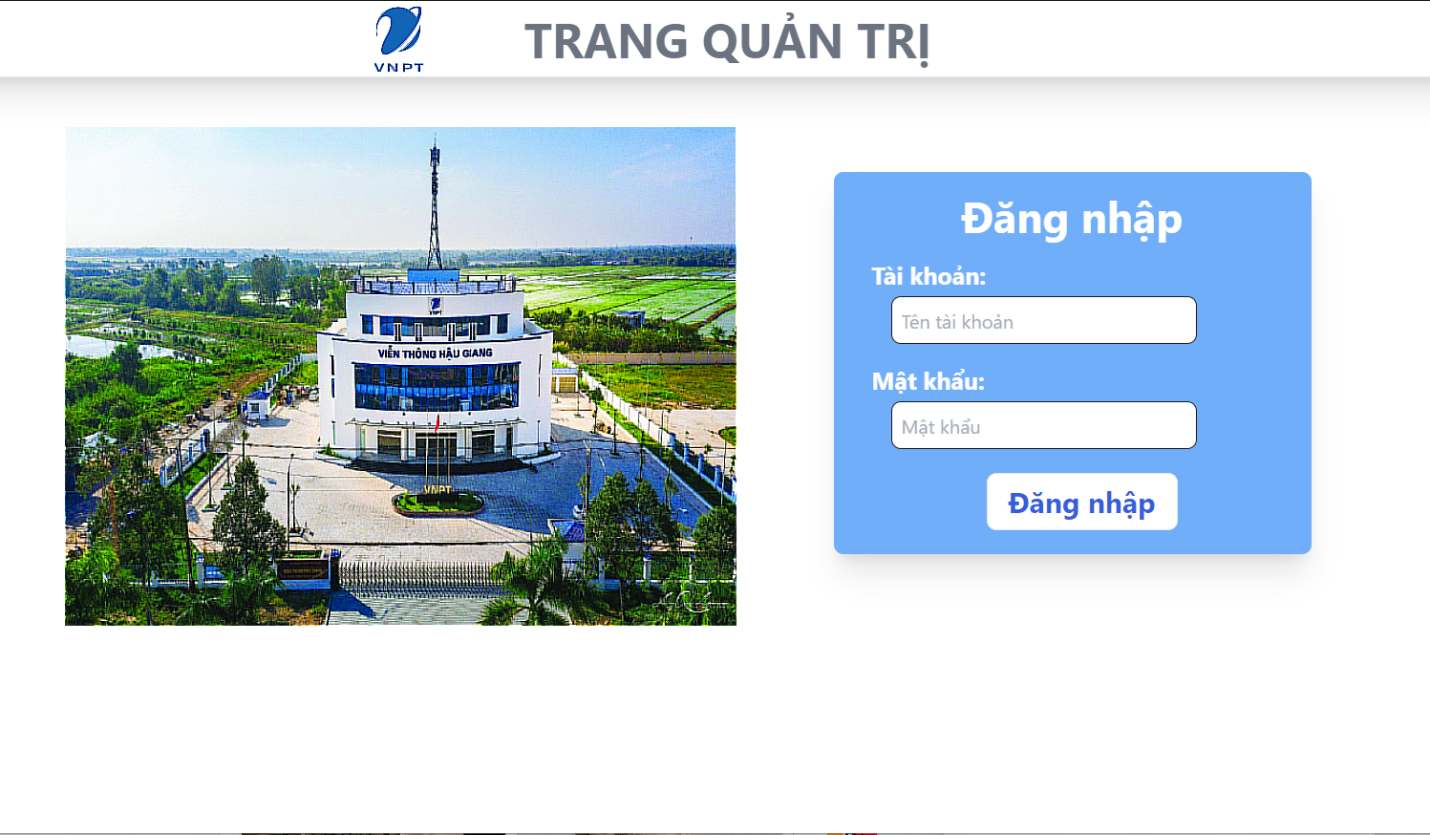 VNPT
TRANG QUẢN TRỊ
VNPT
VIỄN THÔNG HẬU GIANG
VNPT
Đăng nhập
Tài khoản:
Tên tài khoản
Mật khẩu:
Mật khẩu
Đăng nhập